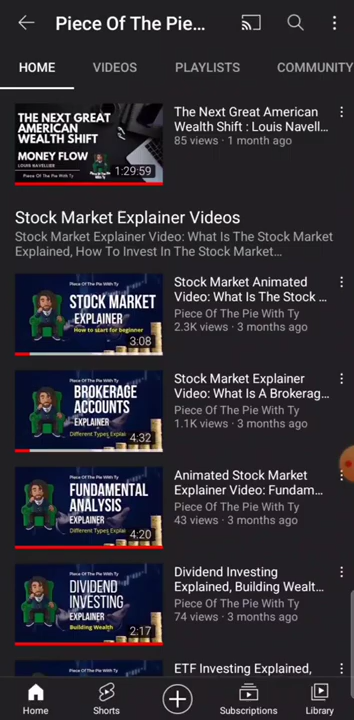 Piece Of The Pie...
HOME
VIDEOS
PLAYLISTS
COMMUNITY
THE NEXT GREAT
AMERICAN
WEALTH SHIFT
MONEY FLOW
LOUIS NAVELLIER
Piece Of The Pie With Ty
1:29:59
The Next Great American
Wealth Shift : Louis Navell...
85 views · 1 month ago
Stock Market Explainer Videos
Stock Market Explainer Video: What Is The Stock Market
Explained, How To Invest In The Stock Market...
Piece Of The Pie With Ty
STOCK MARKET
EXPLAINER
How to start for beginner
3:08
Stock Market Animated
Video: What Is The Stock ...
Piece Of The Pie With Ty
2.3K views · 3 months ago
Piece Of The Pie With Ty
BROKERAGE
ACCOUNTS
EXPLAINER
Different Types Explai
4:32
Stock Market Explainer
Video: What Is A Brokerag...
Piece Of The Pie With Ty
1.1K views · 3 months ago
Piece Of The Pie With Ty
FUNDAMENTAL
ANALYSIS
EXPLAINER
Different Types Explai
4:20
Animated Stock Market
Explainer Video: Fundam...
Piece Of The Pie With Ty
43 views · 3 months ago
Piece Of The Pie With Ty
DIVIDEND
INVESTING
EXPLAINER
Building Wealth
2:17
Dividend Investing
Explained, Building Wealt...
Piece Of The Pie With Ty
74 views · 3 months ago
ETF Investing Explained,
Home
Shorts
Subscriptions
Library